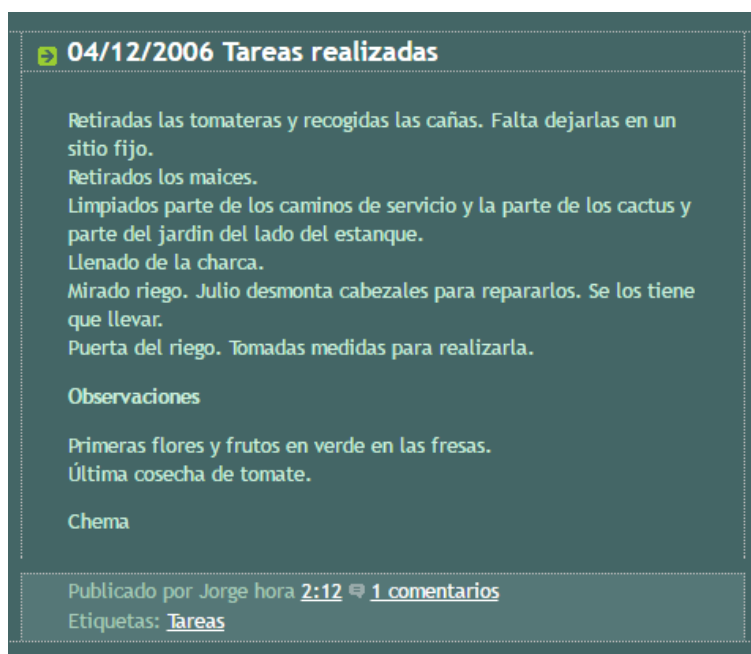 04/12/2006 Tareas realizadas
Retiradas las tomateras y recogidas las cañas. Falta dejarlas en un
sitio fijo.
Retirados los maices.
Limpiados parte de los caminos de servicio y la parte de los cactus y
parte del jardin del lado del estanque.
Llenado de la charca.
Mirado riego. Julio desmonta cabezales para repararlos. Se los tiene
que llevar.
Puerta del riego. Tomadas medidas para realizarla.
Observaciones
Primeras flores y frutos en verde en las fresas.
Última cosecha de tomate.
Chema
Publicado por Jorge hora 2:12 1 comentarios
Etiquetas: Tareas